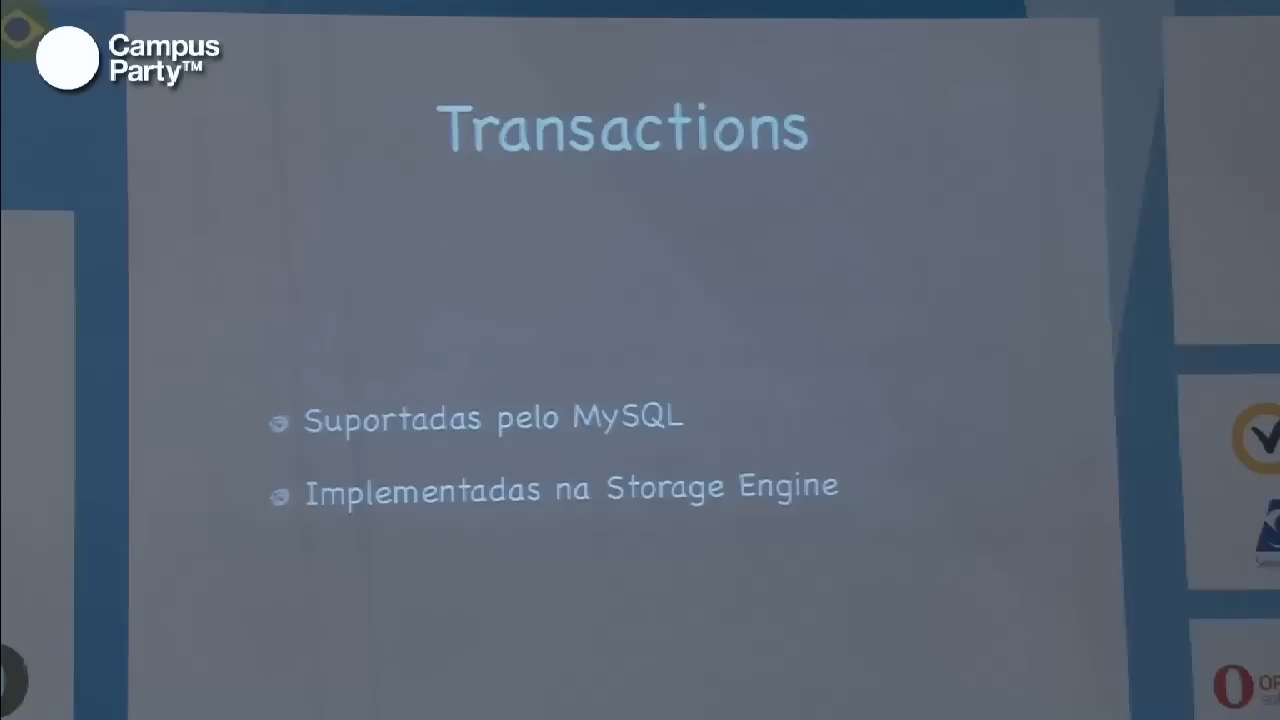 Campus
Party™
Transactions
Suportadas pelo MySQL
Implementadas na Storage Engine